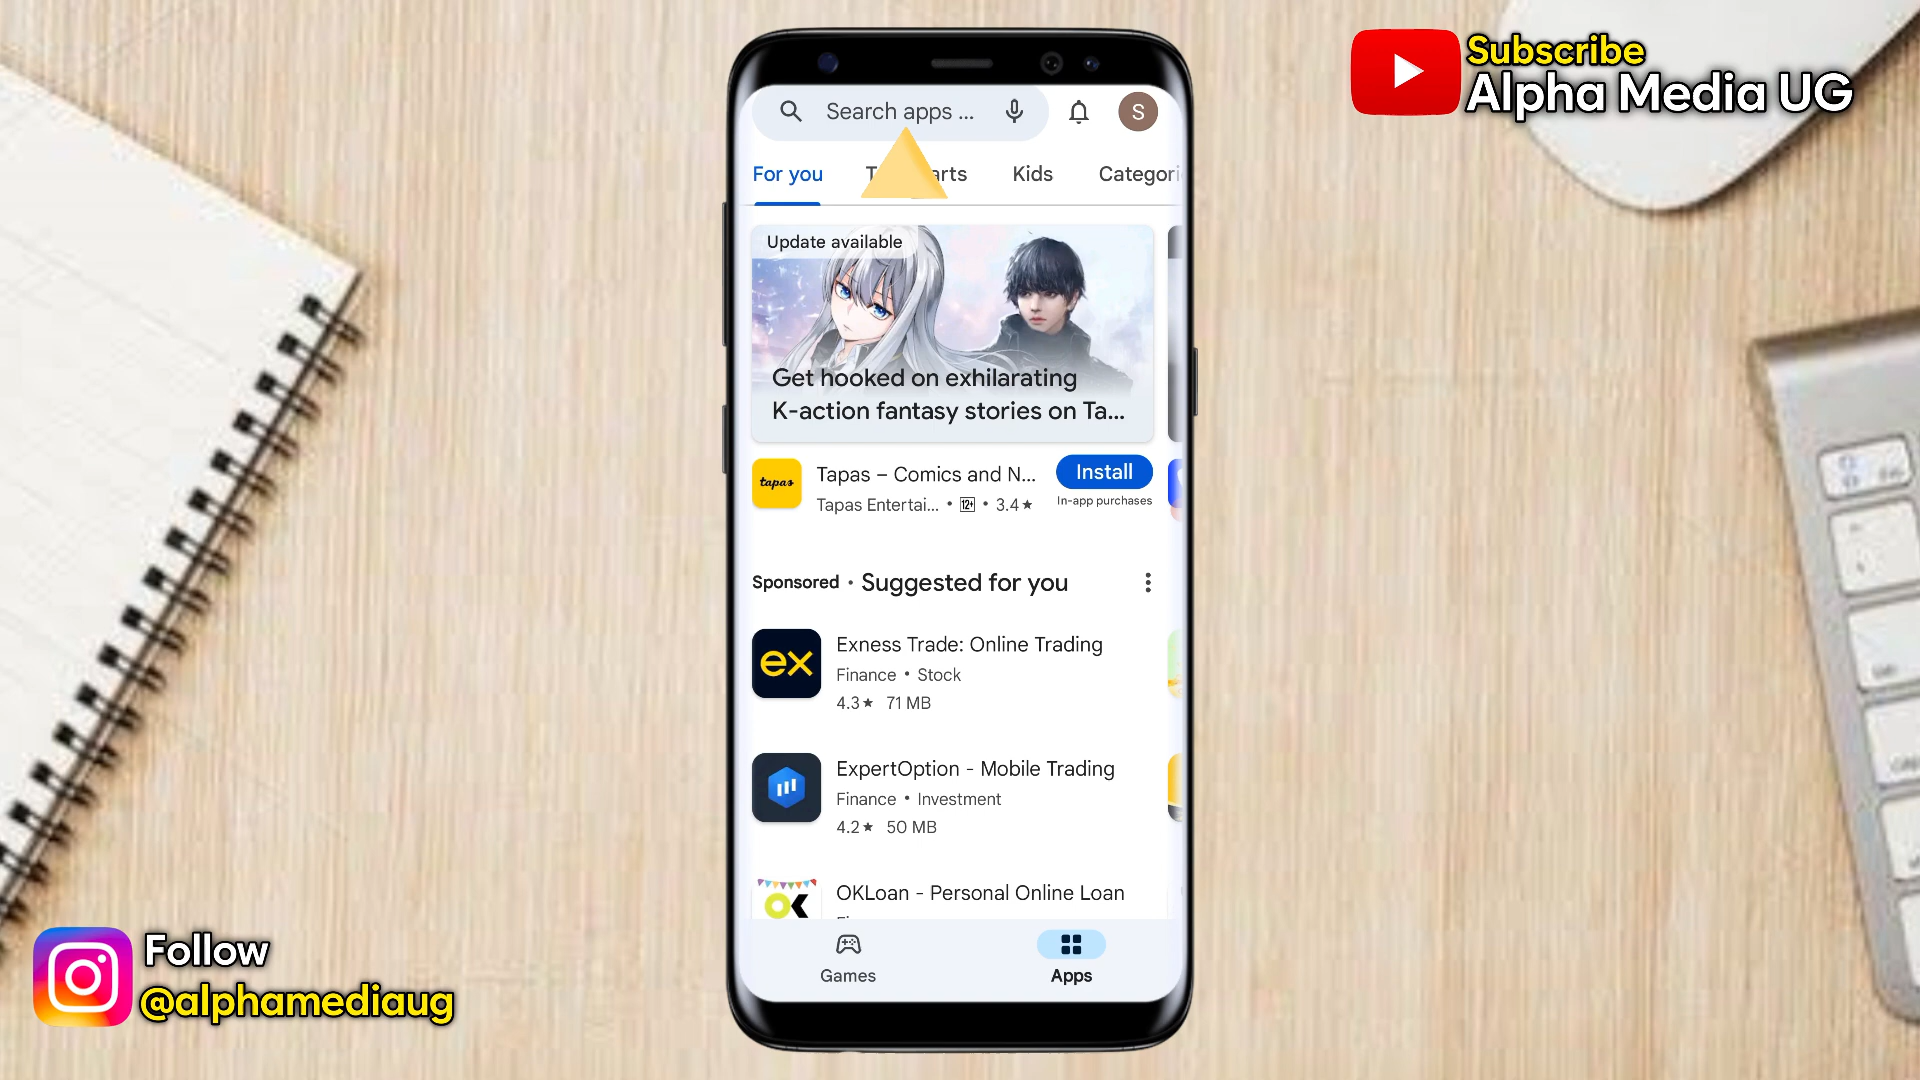 Subscribe
Alpha Media UG
Search apps ...
S
For you
Kids
Categori
Update available
Get hooked on exhilarating
K-action fantasy stories on Ta...
tapas
Tapas – Comics and N...
Install
Tapas Entertai... • 12+ • 3.4★
In-app purchases
Sponsored • Suggested for you
ex
Exness Trade: Online Trading
Finance • Stock
4.3★ 71 MB
ExpertOption - Mobile Trading
Finance • Investment
4.2★ 50 MB
OK
OKLoan - Personal Online Loan
Games
Apps
Follow
@alphamediaug